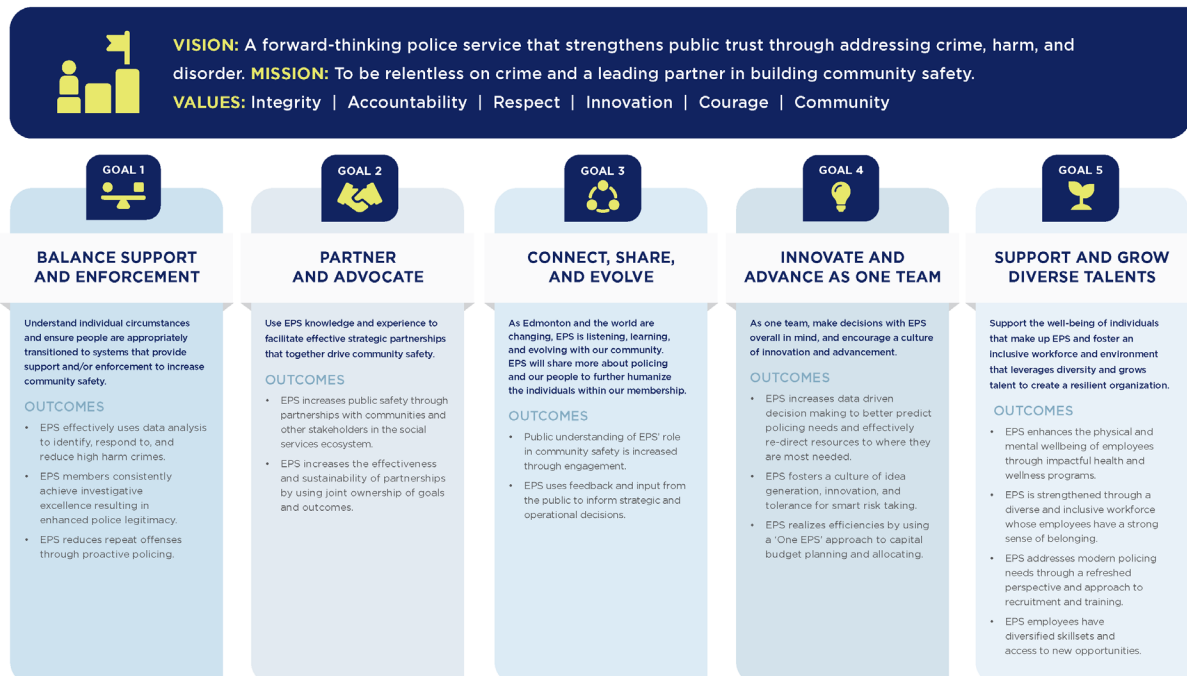 VISION: A forward-thinking police service that strengthens public trust through addressing crime, harm, and
disorder. MISSION: To be relentless on crime and a leading partner in building community safety.
VALUES: Integrity | Accountability | Respect | Innovation | Courage | Community
GOAL 1
BALANCE SUPPORT
AND ENFORCEMENT
Understand individual circumstances
and ensure people are appropriately
transitioned to systems that provide
support and/or enforcement to increase
community safety.
OUTCOMES
• EPS effectively uses data analysis
to identify, respond to, and
reduce high harm crimes.
• EPS members consistently
achieve investigative
excellence resulting in
enhanced police legitimacy.
• EPS reduces repeat offenses
through proactive policing.
GOAL 2
PARTNER
AND ADVOCATE
Use EPS knowledge and experience to
facilitate effective strategic partnerships
that together drive community safety.
OUTCOMES
• EPS increases public safety through
partnerships with communities and
other stakeholders in the social
services ecosystem.
• EPS increases the effectiveness
and sustainability of partnerships
by using joint ownership of goals
and outcomes.
GOAL 3
CONNECT, SHARE,
AND EVOLVE
As Edmonton and the world are
changing, EPS is listening, learning,
and evolving with our community.
EPS will share more about policing
and our people to further humanize
the individuals within our membership.
OUTCOMES
• Public understanding of EPS' role
in community safety is increased
through engagement.
• EPS uses feedback and input from
the public to inform strategic and
operational decisions.
GOAL 4
INNOVATE AND
ADVANCE AS ONE TEAM
As one team, make decisions with EPS
overall in mind, and encourage a culture
of innovation and advancement.
OUTCOMES
• EPS increases data driven
decision making to better predict
policing needs and effectively
re-direct resources to where they
are most needed.
• EPS fosters a culture of idea
generation, innovation, and
tolerance for smart risk taking.
• EPS realizes efficiencies by using
a 'One EPS' approach to capital
budget planning and allocating.
GOAL 5
SUPPORT AND GROW
DIVERSE TALENTS
Support the well-being of individuals
that make up EPS and foster an
inclusive workforce and environment
that leverages diversity and grows
talent to create a resilient organization.
OUTCOMES
• EPS enhances the physical and
mental wellbeing of employees
through impactful health and
wellness programs.
• EPS is strengthened through a
diverse and inclusive workforce
whose employees have a strong
sense of belonging.
• EPS addresses modern policing
needs through a refreshed
perspective and approach to
recruitment and training.
• EPS employees have
diversified skillsets and
access to new opportunities.